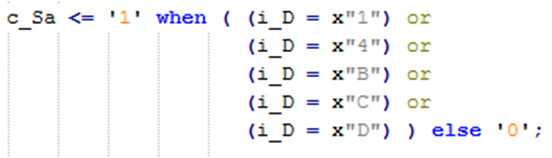 c_Sa <= '1' when ( (i_D = x"1") or
(i_D = x"4") or
(i_D = x"B") or
(i_D = x"C") or
(i_D = x"D") ) else '0';